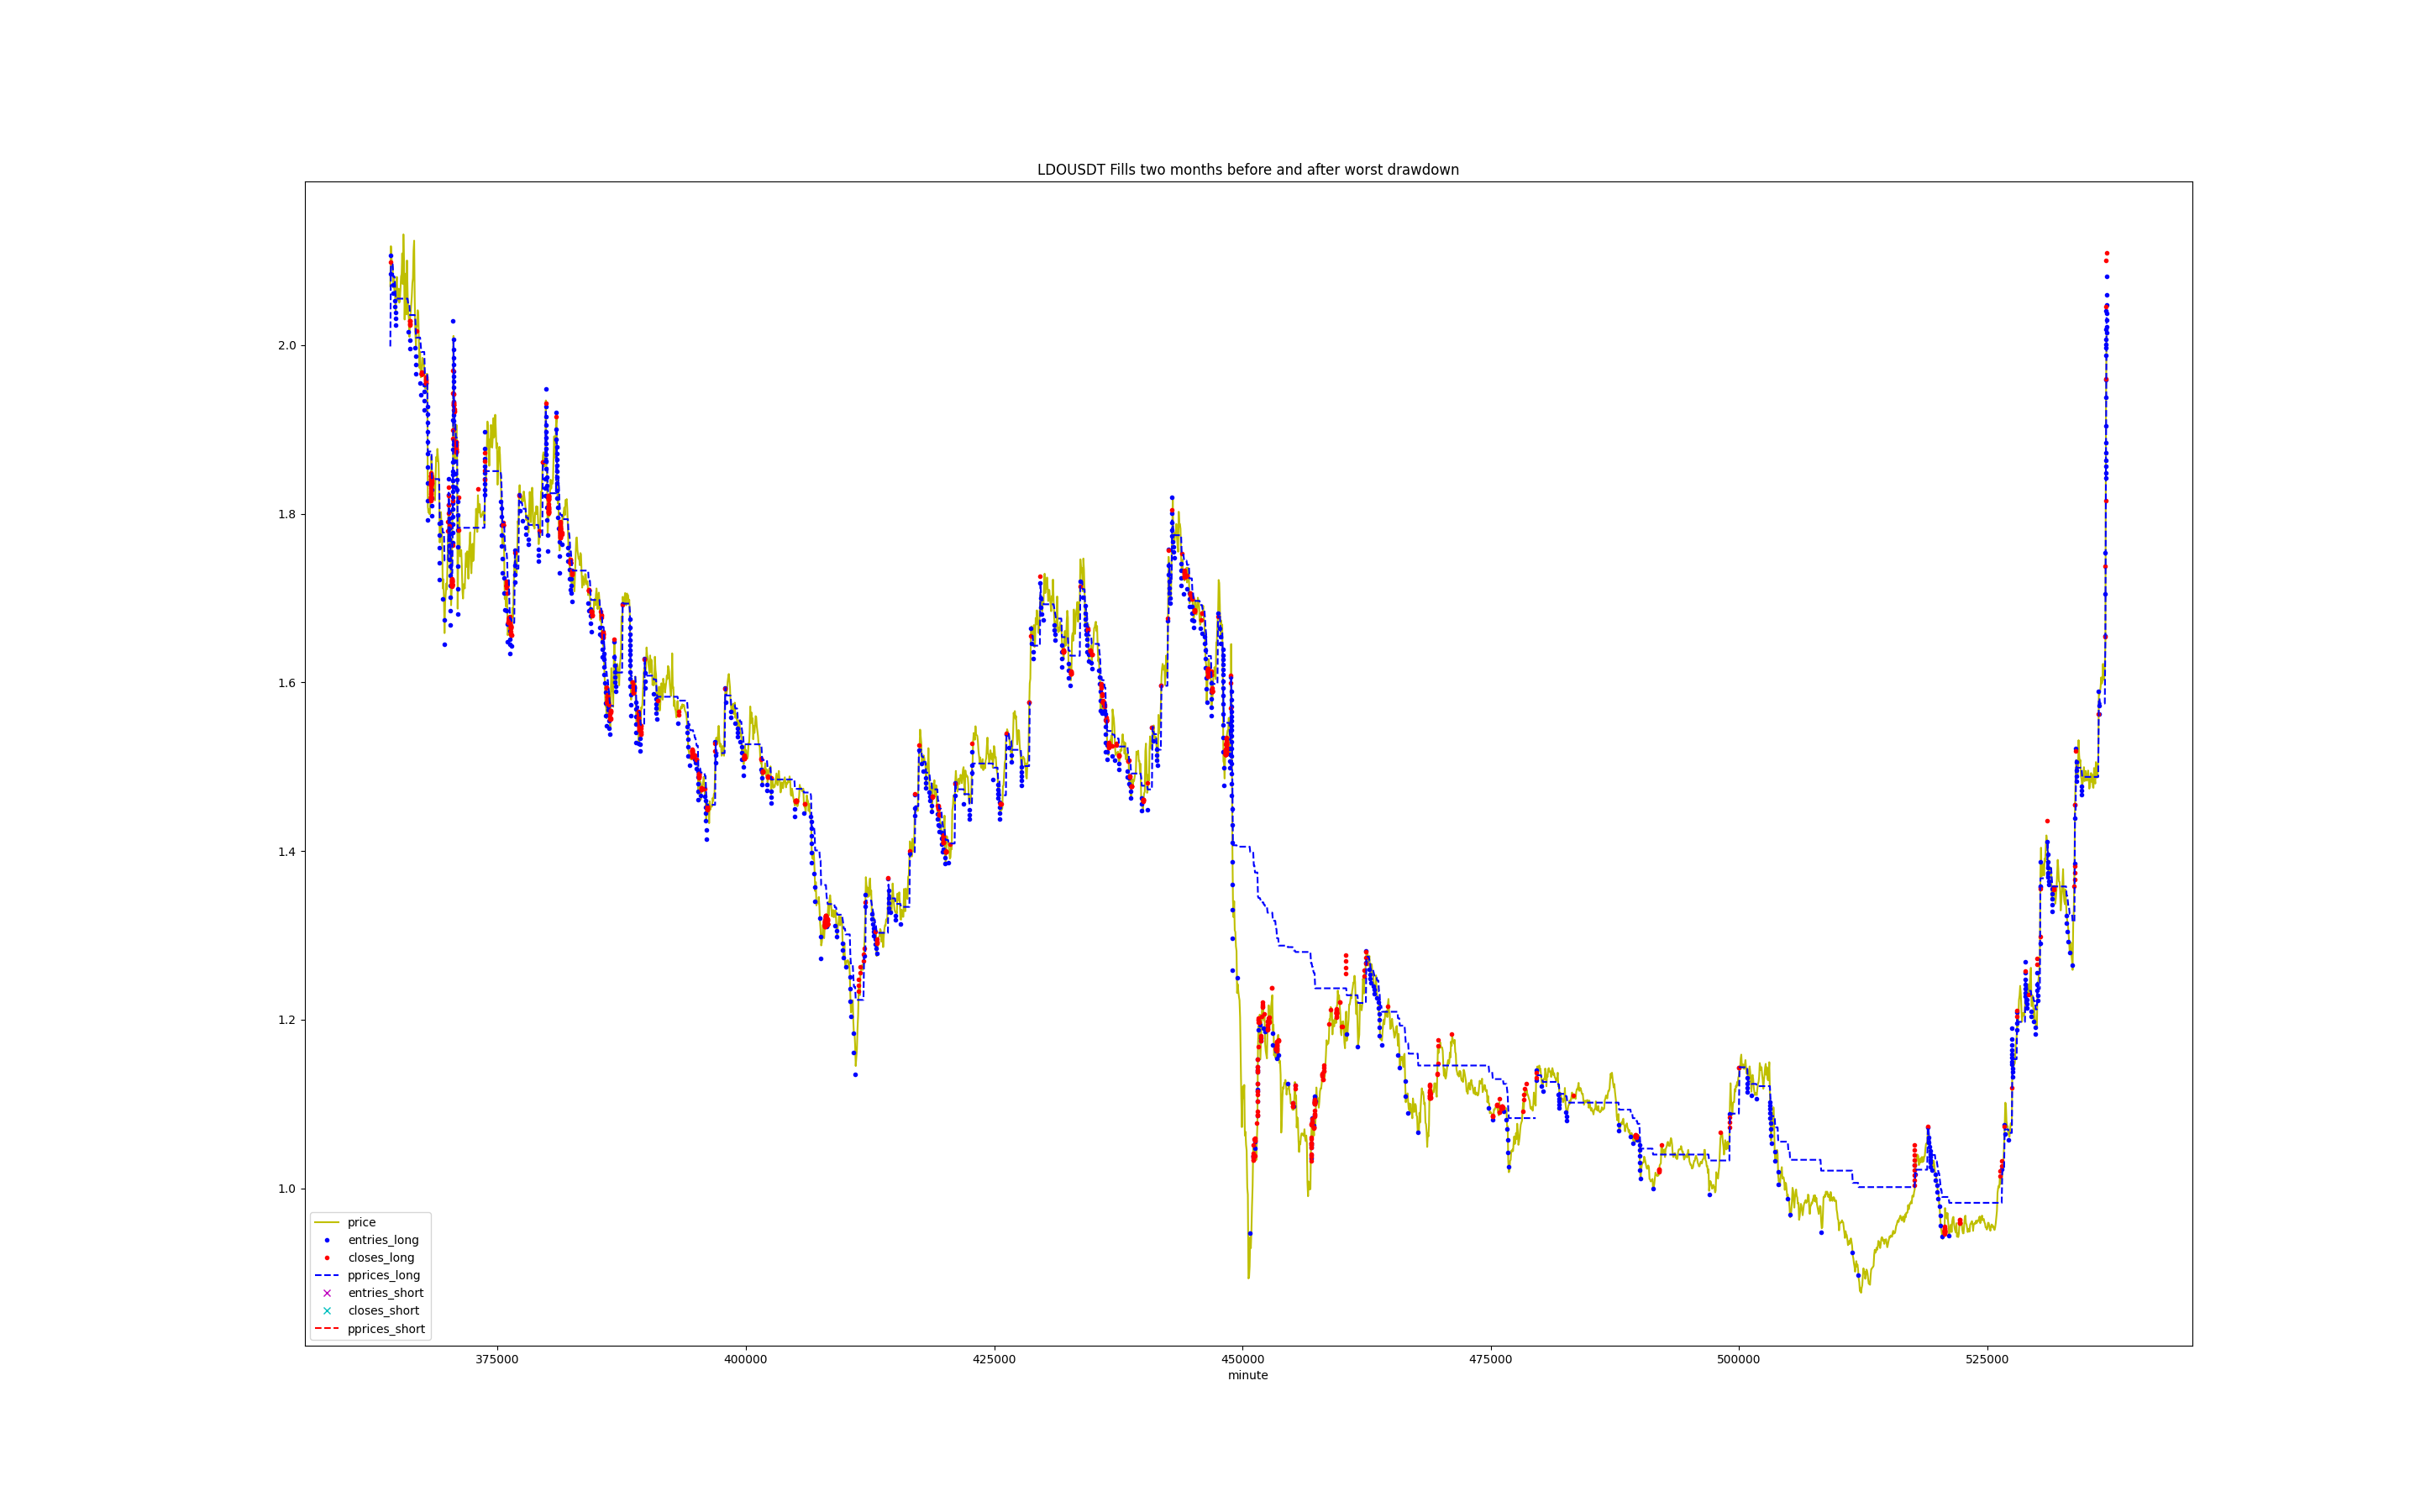 LDOUSDT Fills two months before and after worst drawdown
2.0
1.8
1.6
1.4
1.2
1.0
price
entries_long
closes_long
pprices_long
entries_short
closes_short
pprices_short
375000 400000 425000 450000 475000 500000 525000
minute